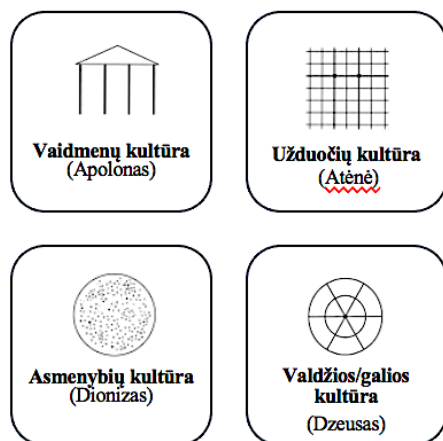 Vaidmenų kultūra
(Apolonas)
Užduočių kultūra
(Atėnė)
Asmenybių kultūra
(Dionizas)
Valdžios/galios
kultūra
(Dzeusas)